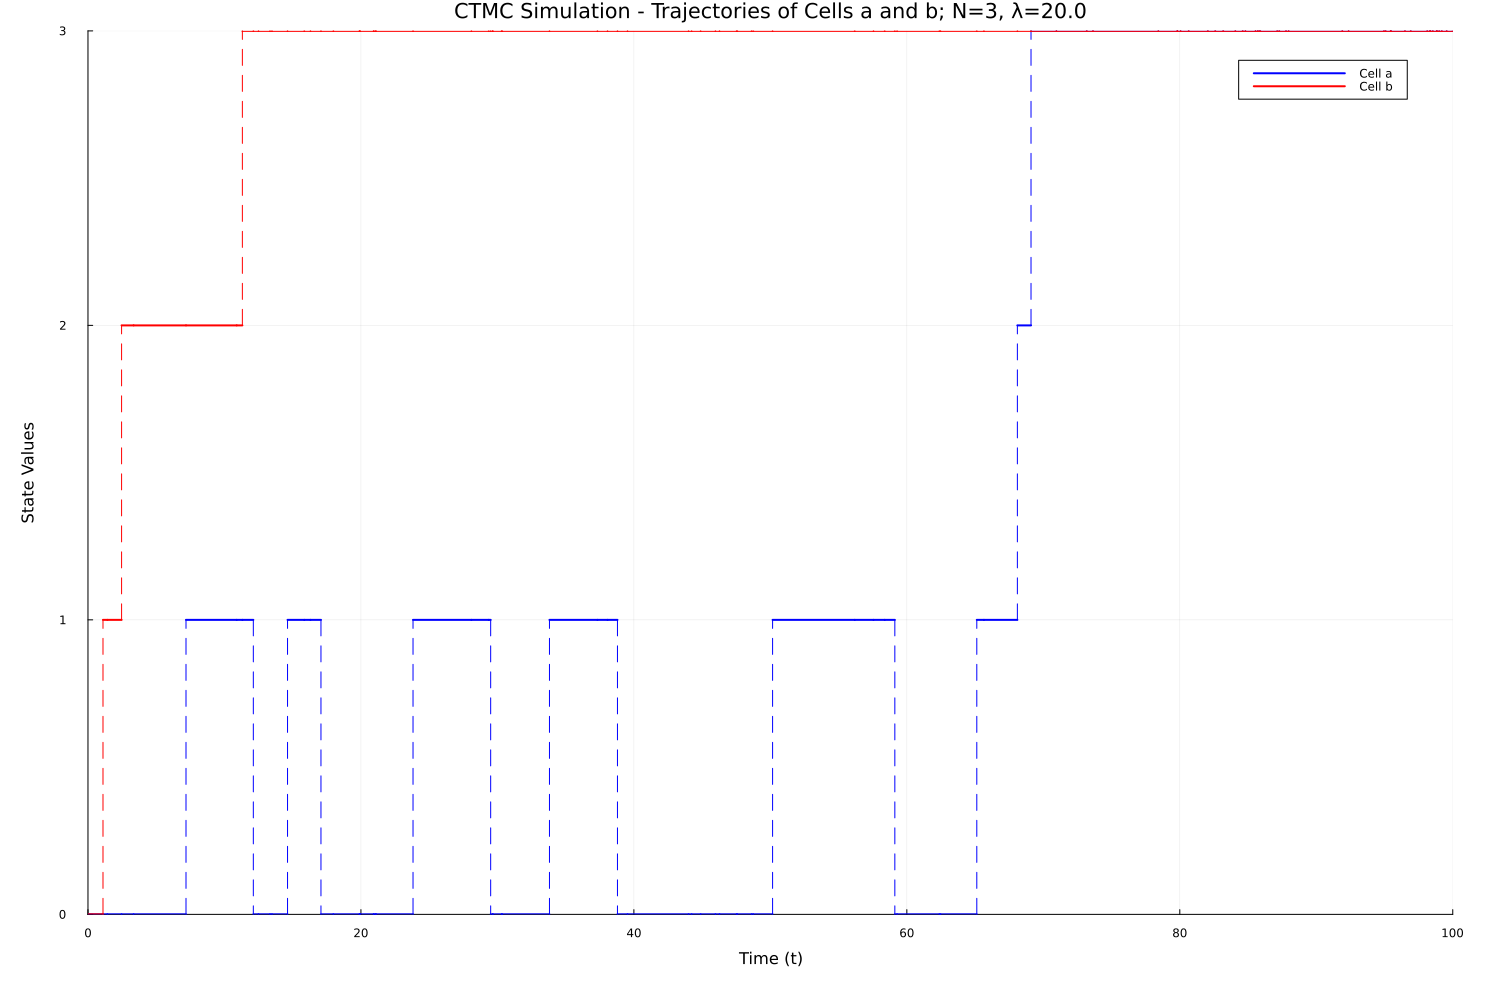 CTMC Simulation - Trajectories of Cells a and b; N=3, λ=20.0
3
Cell a
Cell b
2
State Values
1
0
0 20 40 60 80 100
Time (t)